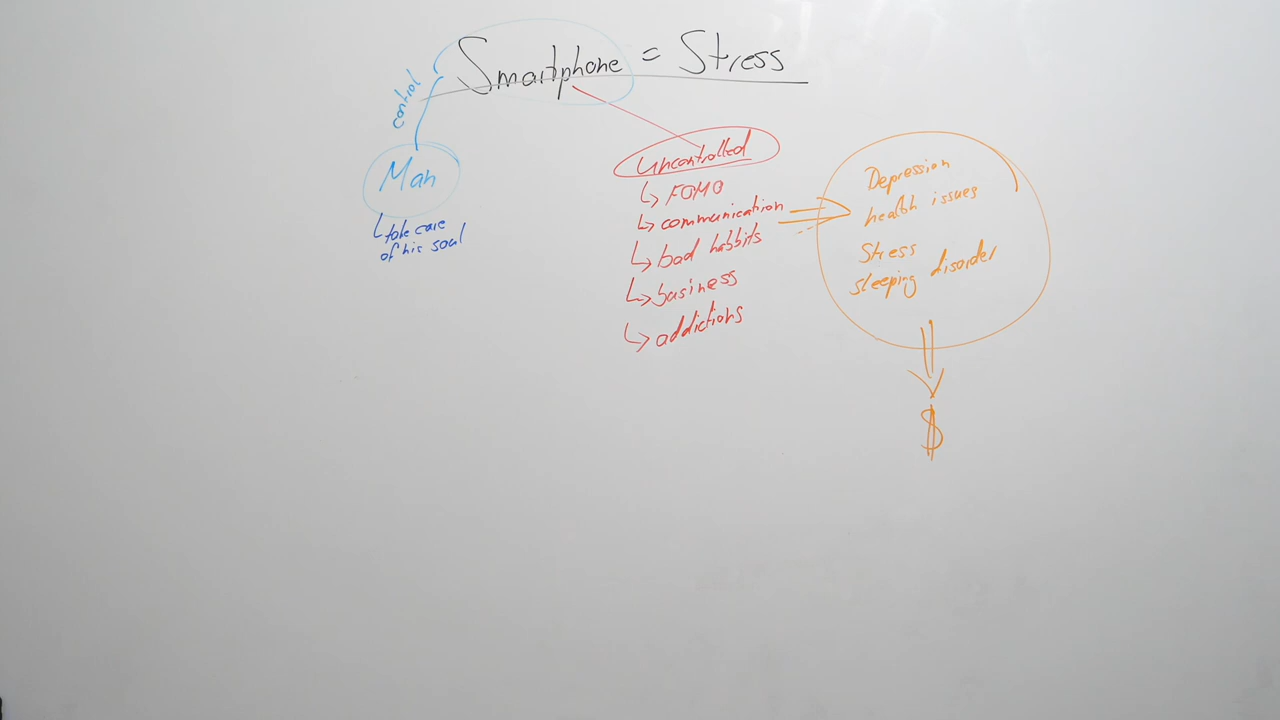 Smartphone = Stress
control
Man
↳take care
of his soul
uncontrolled
↳ FOMO
↳ communication
↳ bad habbits
↳ business
↳ addictions
Depression
health issues
Stress
sleeping disorder
$